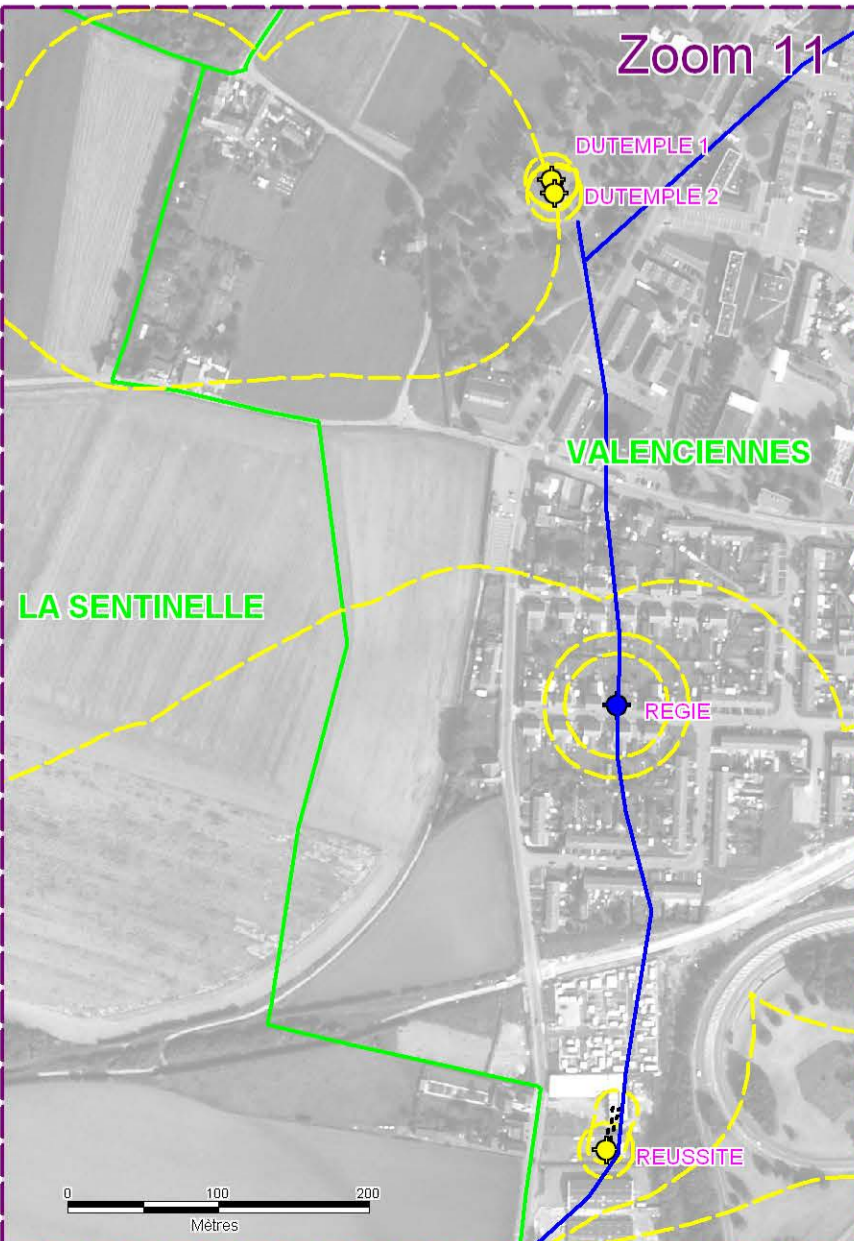 Zoom 11
DUTEMPLE 1
DUTEMPLE 2
VALENCIENNES
LA SENTINELLE
REGIE
REUSSITE
0 100 200
Mètres